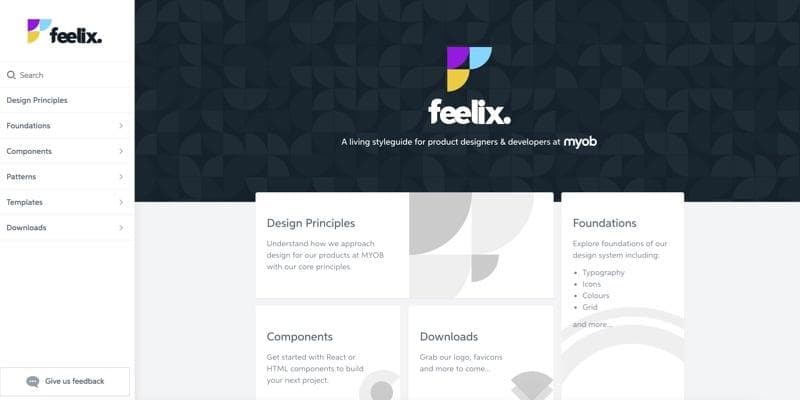 feelix.
Search
Design Principles
Foundations
Components
Patterns
Templates
Downloads
Give us feedback
feelix.
A living styleguide for product designers & developers at myob
Design Principles
Understand how we approach
design for our products at MYOB
with our core principles.
Foundations
Explore foundations of our
design system including:
• Typography
• Icons
• Colours
• Grid
and more...
Components
Get started with React or
HTML components to build
your next project.
Downloads
Grab our logo, favicons
and more to come...